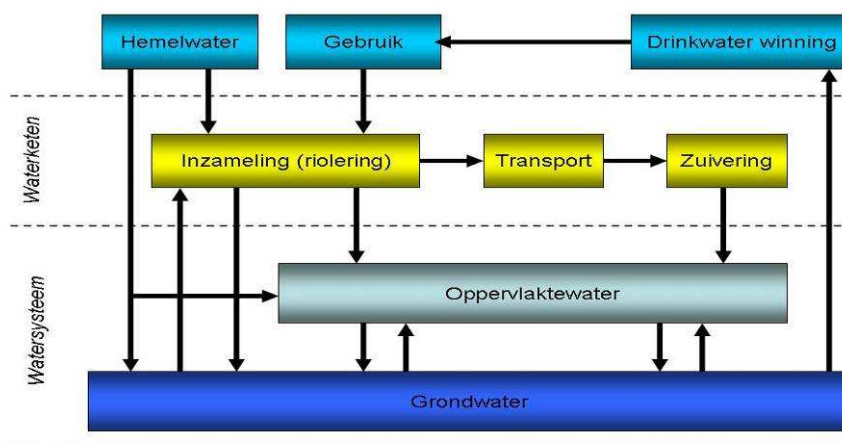 Hemelwater
Gebruik
Drinkwater winning
Waterketen
Inzameling (riolering)
Transport
Zuivering
Watersysteem
Oppervlaktewater
Grondwater